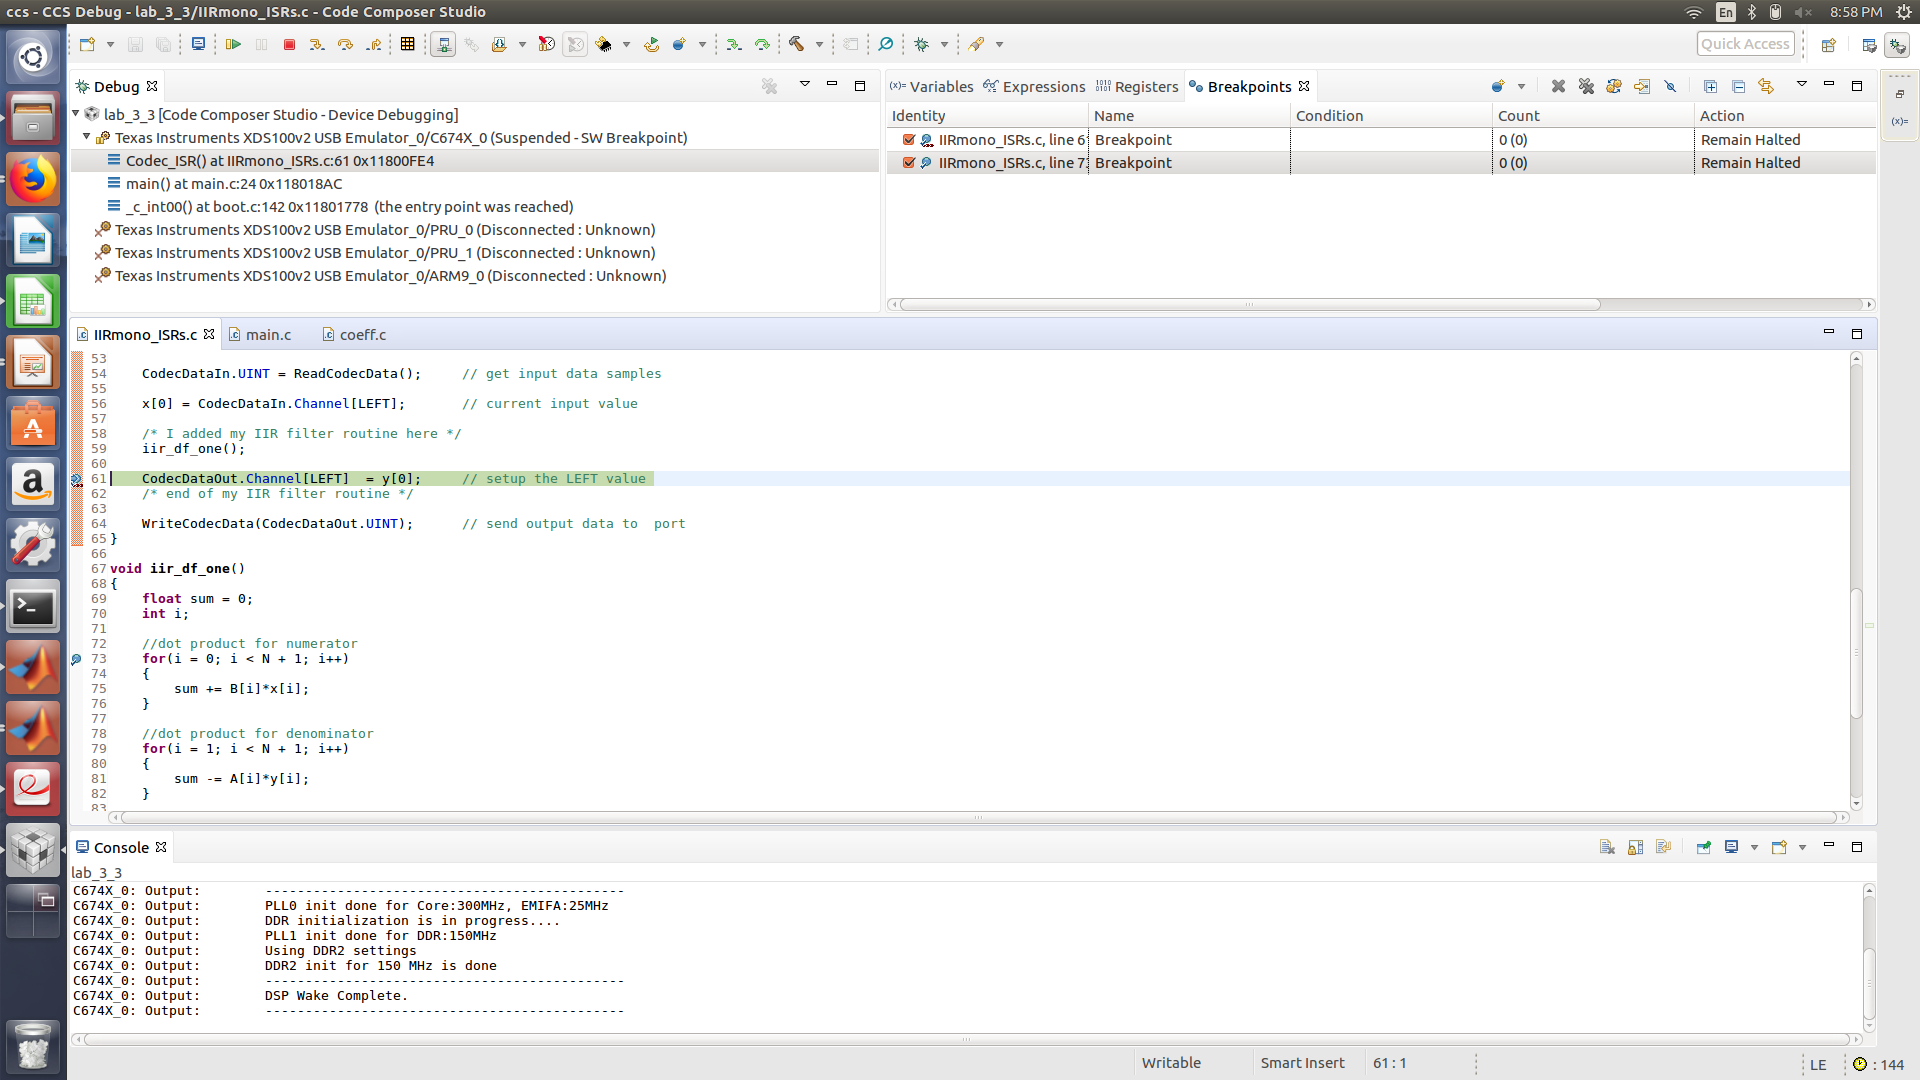 ccs - CCS Debug - lab_3_3/IIRmono_ISRs.c - Code Composer Studio
En
8:58 PM
Quick Access
Debug
lab_3_3 [Code Composer Studio - Device Debugging]
Texas Instruments XDS100v2 USB Emulator_0/C674X_0 (Suspended - SW Breakpoint)
Codec_ISR() at IIRmono_ISRs.c:61 0x11800FE4
main() at main.c:24 0x118018AC
_c_int00() at boot.c:142 0x11801778 (the entry point was reached)
Texas Instruments XDS100v2 USB Emulator_0/PRU_0 (Disconnected : Unknown)
Texas Instruments XDS100v2 USB Emulator_0/PRU_1 (Disconnected : Unknown)
Texas Instruments XDS100v2 USB Emulator_0/ARM9_0 (Disconnected : Unknown)
(x)= Variables Expressions 1010 0101 Registers Breakpoints
Identity Name Condition Count Action
IIRmono_ISRs.c, line 6 Breakpoint 0 (0) Remain Halted
IIRmono_ISRs.c, line 7 Breakpoint 0 (0) Remain Halted
(x)=
IIRmono_ISRs.c main.c coeff.c
53
54 CodecDataIn.UINT = ReadCodecData(); // get input data samples
55
56 x[0] = CodecDataIn.Channel[LEFT]; // current input value
57
58 /* I added my IIR filter routine here */
59 iir_df_one();
60
61 CodecDataOut.Channel[LEFT] = y[0]; // setup the LEFT value
62 /* end of my IIR filter routine */
63
64 WriteCodecData(CodecDataOut.UINT); // send output data to port
65 }
66
67 void iir_df_one()
68 {
69 float sum = 0;
70 int i;
71
72 //dot product for numerator
73 for(i = 0; i < N + 1; i++)
74 {
75 sum += B[i]*x[i];
76 }
77
78 //dot product for denominator
79 for(i = 1; i < N + 1; i++)
80 {
81 sum -= A[i]*y[i];
82 }
83
Console
lab_3_3
C674X_0: Output: ---------------------------------------------
C674X_0: Output: PLL0 init done for Core:300MHz, EMIFA:25MHz
C674X_0: Output: DDR initialization is in progress....
C674X_0: Output: PLL1 init done for DDR:150MHz
C674X_0: Output: Using DDR2 settings
C674X_0: Output: DDR2 init for 150 MHz is done
C674X_0: Output: ---------------------------------------------
C674X_0: Output: DSP Wake Complete.
C674X_0: Output: ---------------------------------------------
Writable Smart Insert 61 : 1 LE : 144